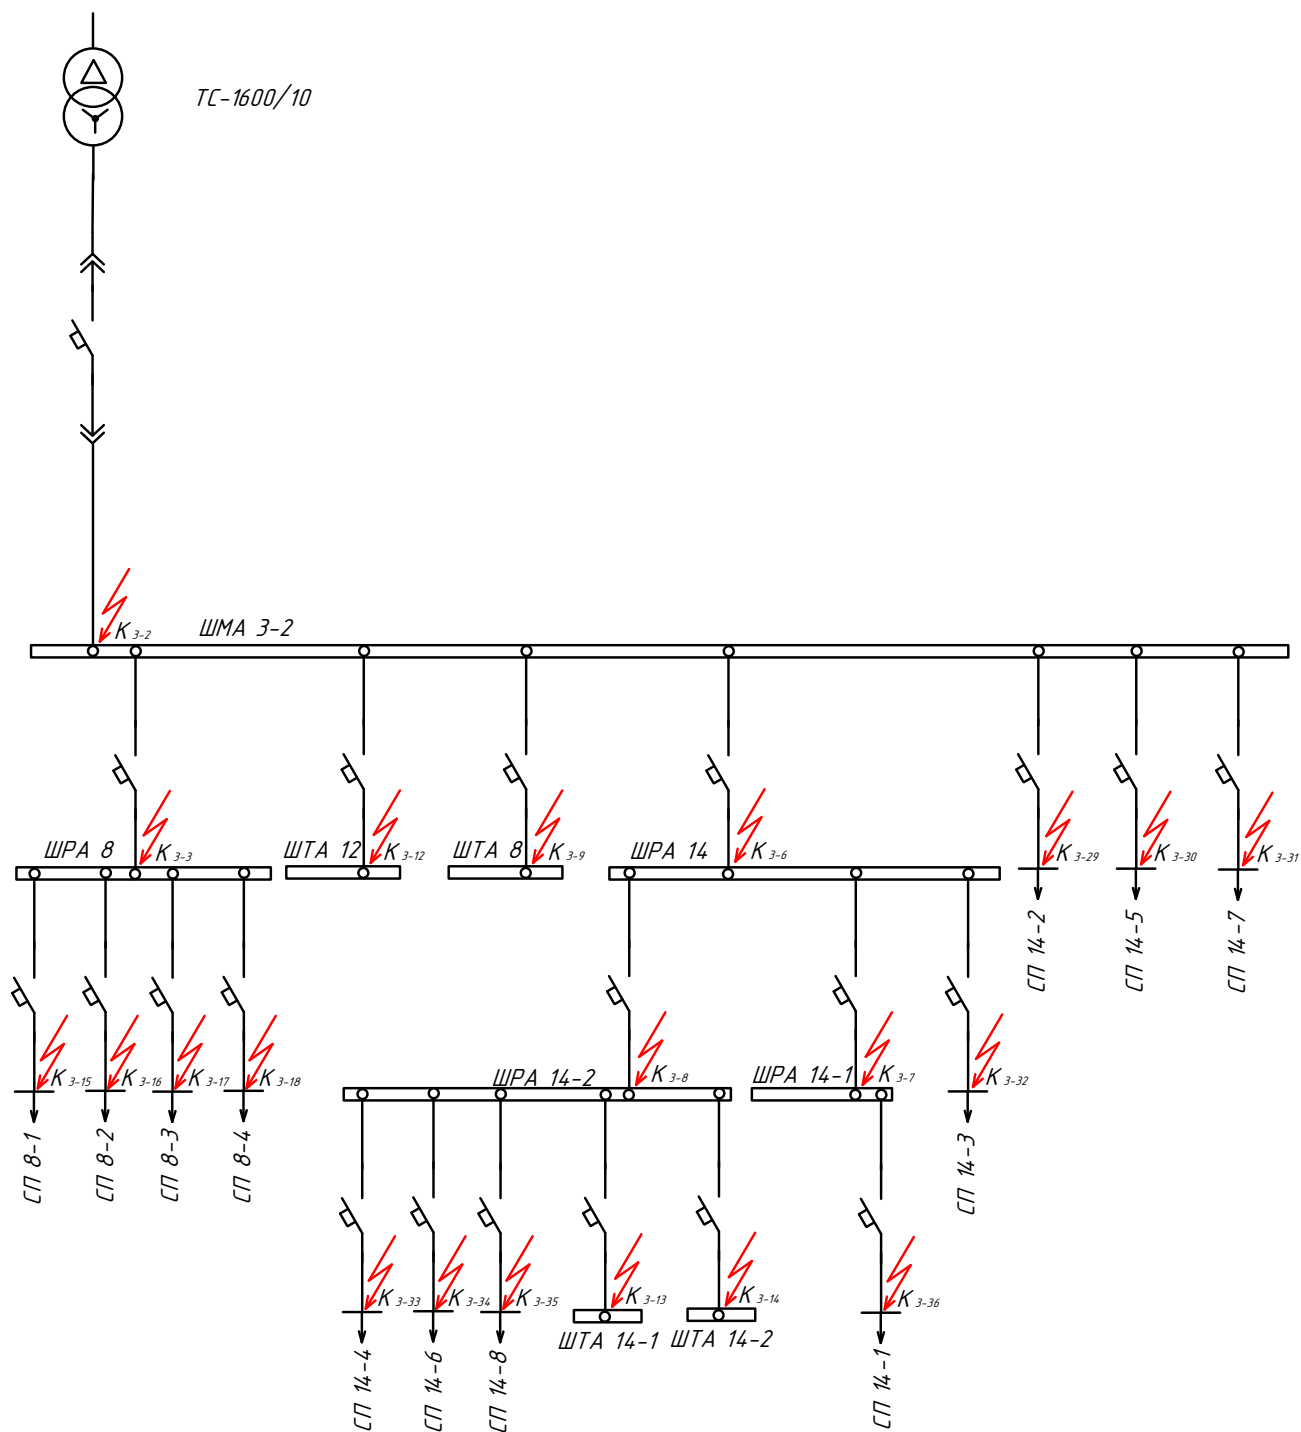 ТС-1600/10
К 3-2
ШМА 3-2
ШРА 8
К 3-3
ШТА 12
К 3-12
ШТА 8
К 3-9
ШРА 14
К 3-6
К 3-29
К 3-30
К 3-31
СП 14-2
СП 14-5
СП 14-7
К 3-15
К 3-16
К 3-17
К 3-18
ШРА 14-2
К 3-8
ШРА 14-1
К 3-7
К 3-32
СП 8-1
СП 8-2
СП 8-3
СП 8-4
СП 14-3
К 3-33
К 3-34
К 3-35
К 3-13
К 3-14
К 3-36
ШТА 14-1
ШТА 14-2
СП 14-4
СП 14-6
СП 14-8
СП 14-1